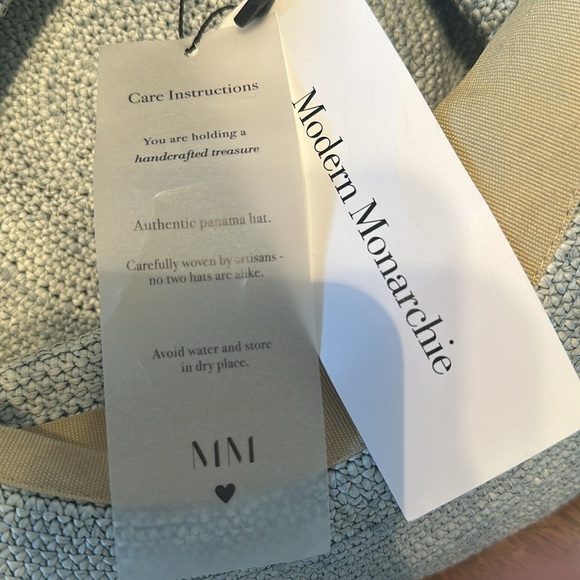 Care Instructions
You are holding a
handcrafted treasure
Authentic panama hat.
Carefully woven by artisans -
no two hats are alike.
Avoid water and store
in dry place.
MM
Modern Monarchie